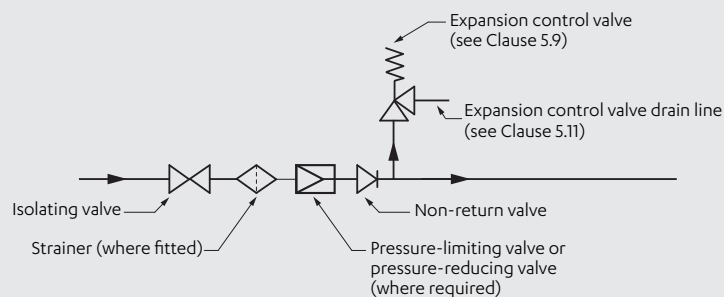 Expansion control valve
(see Clause 5.9)
Expansion control valve drain line
(see Clause 5.11)
Isolating valve
Non-return valve
Strainer (where fitted)
Pressure-limiting valve or
pressure-reducing valve
(where required)